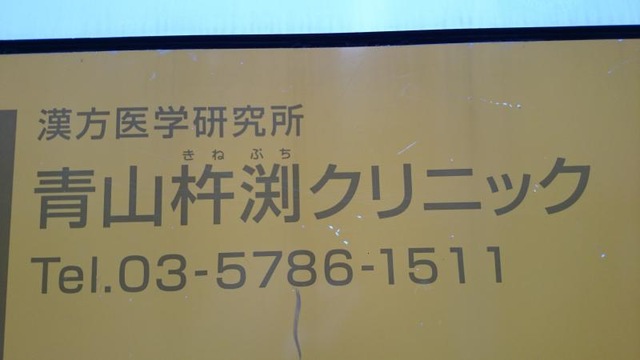 漢方医学研究所
きねぶち
青山杵渕クリニック
Tel.03-5786-1511